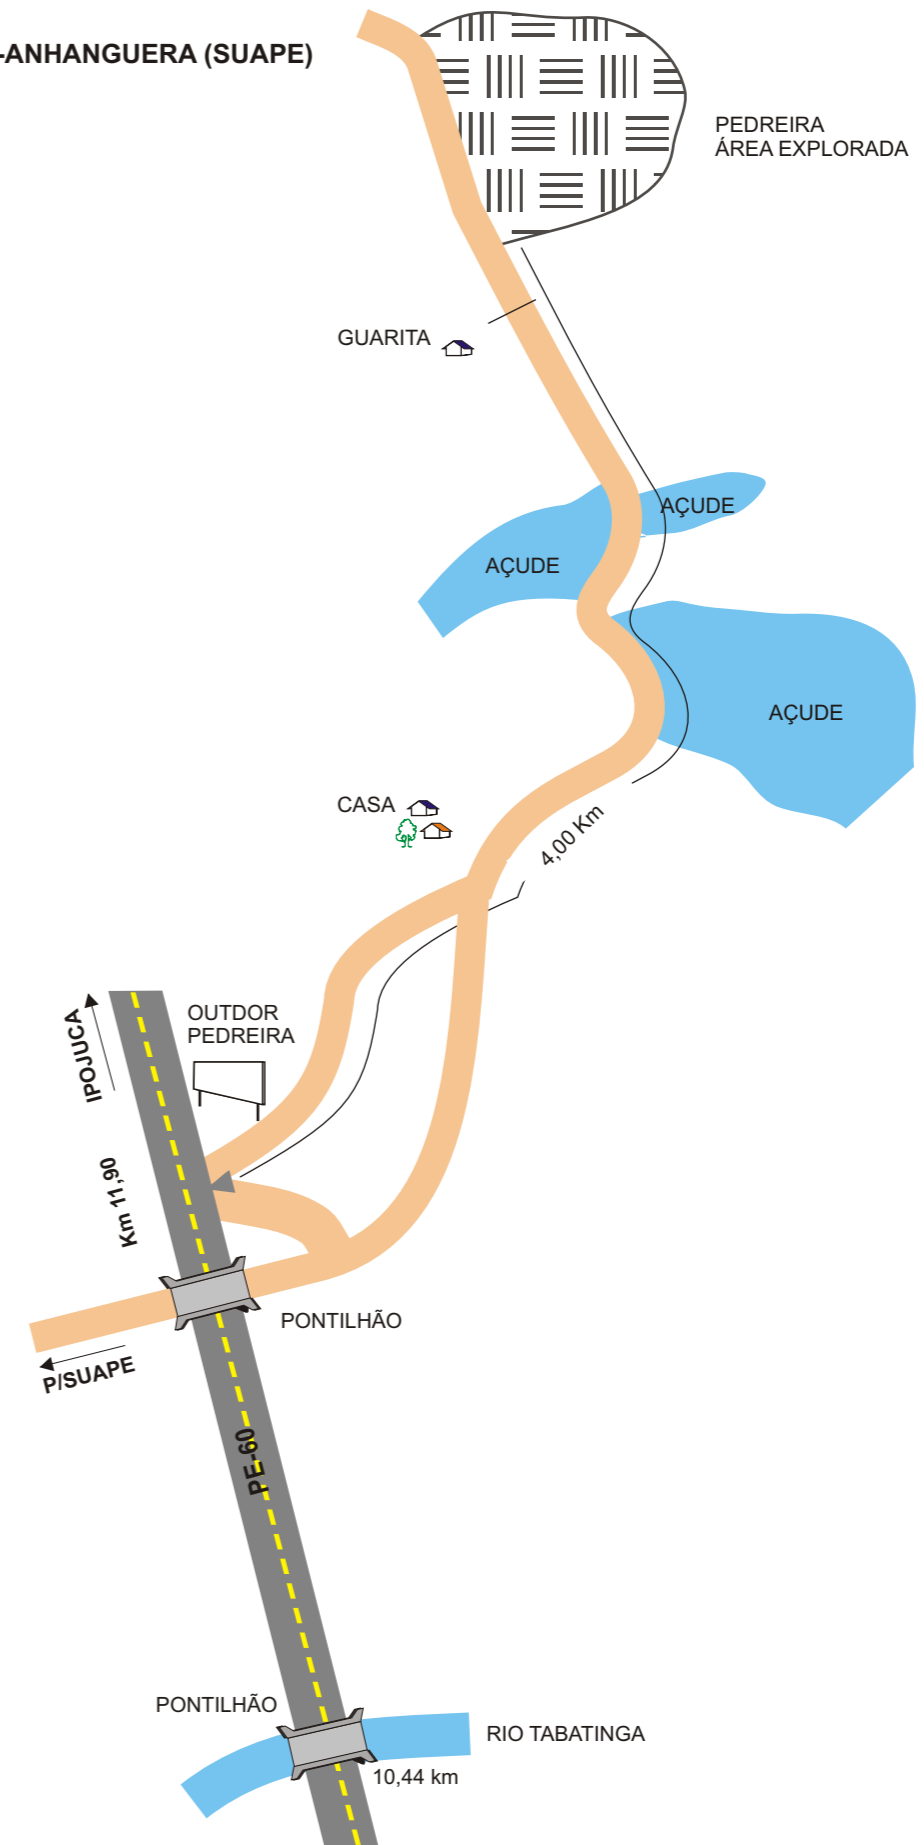 -ANHANGUERA (SUAPE)
PEDREIRA
ÁREA EXPLORADA
GUARITA
AÇUDE
AÇUDE
AÇUDE
CASA
4,00 Km
OUTDOR
PEDREIRA
IPOJUCA
Km 11,90
PONTILHÃO
P/SUAPE
PE-60
PONTILHÃO
RIO TABATINGA
10,44 km